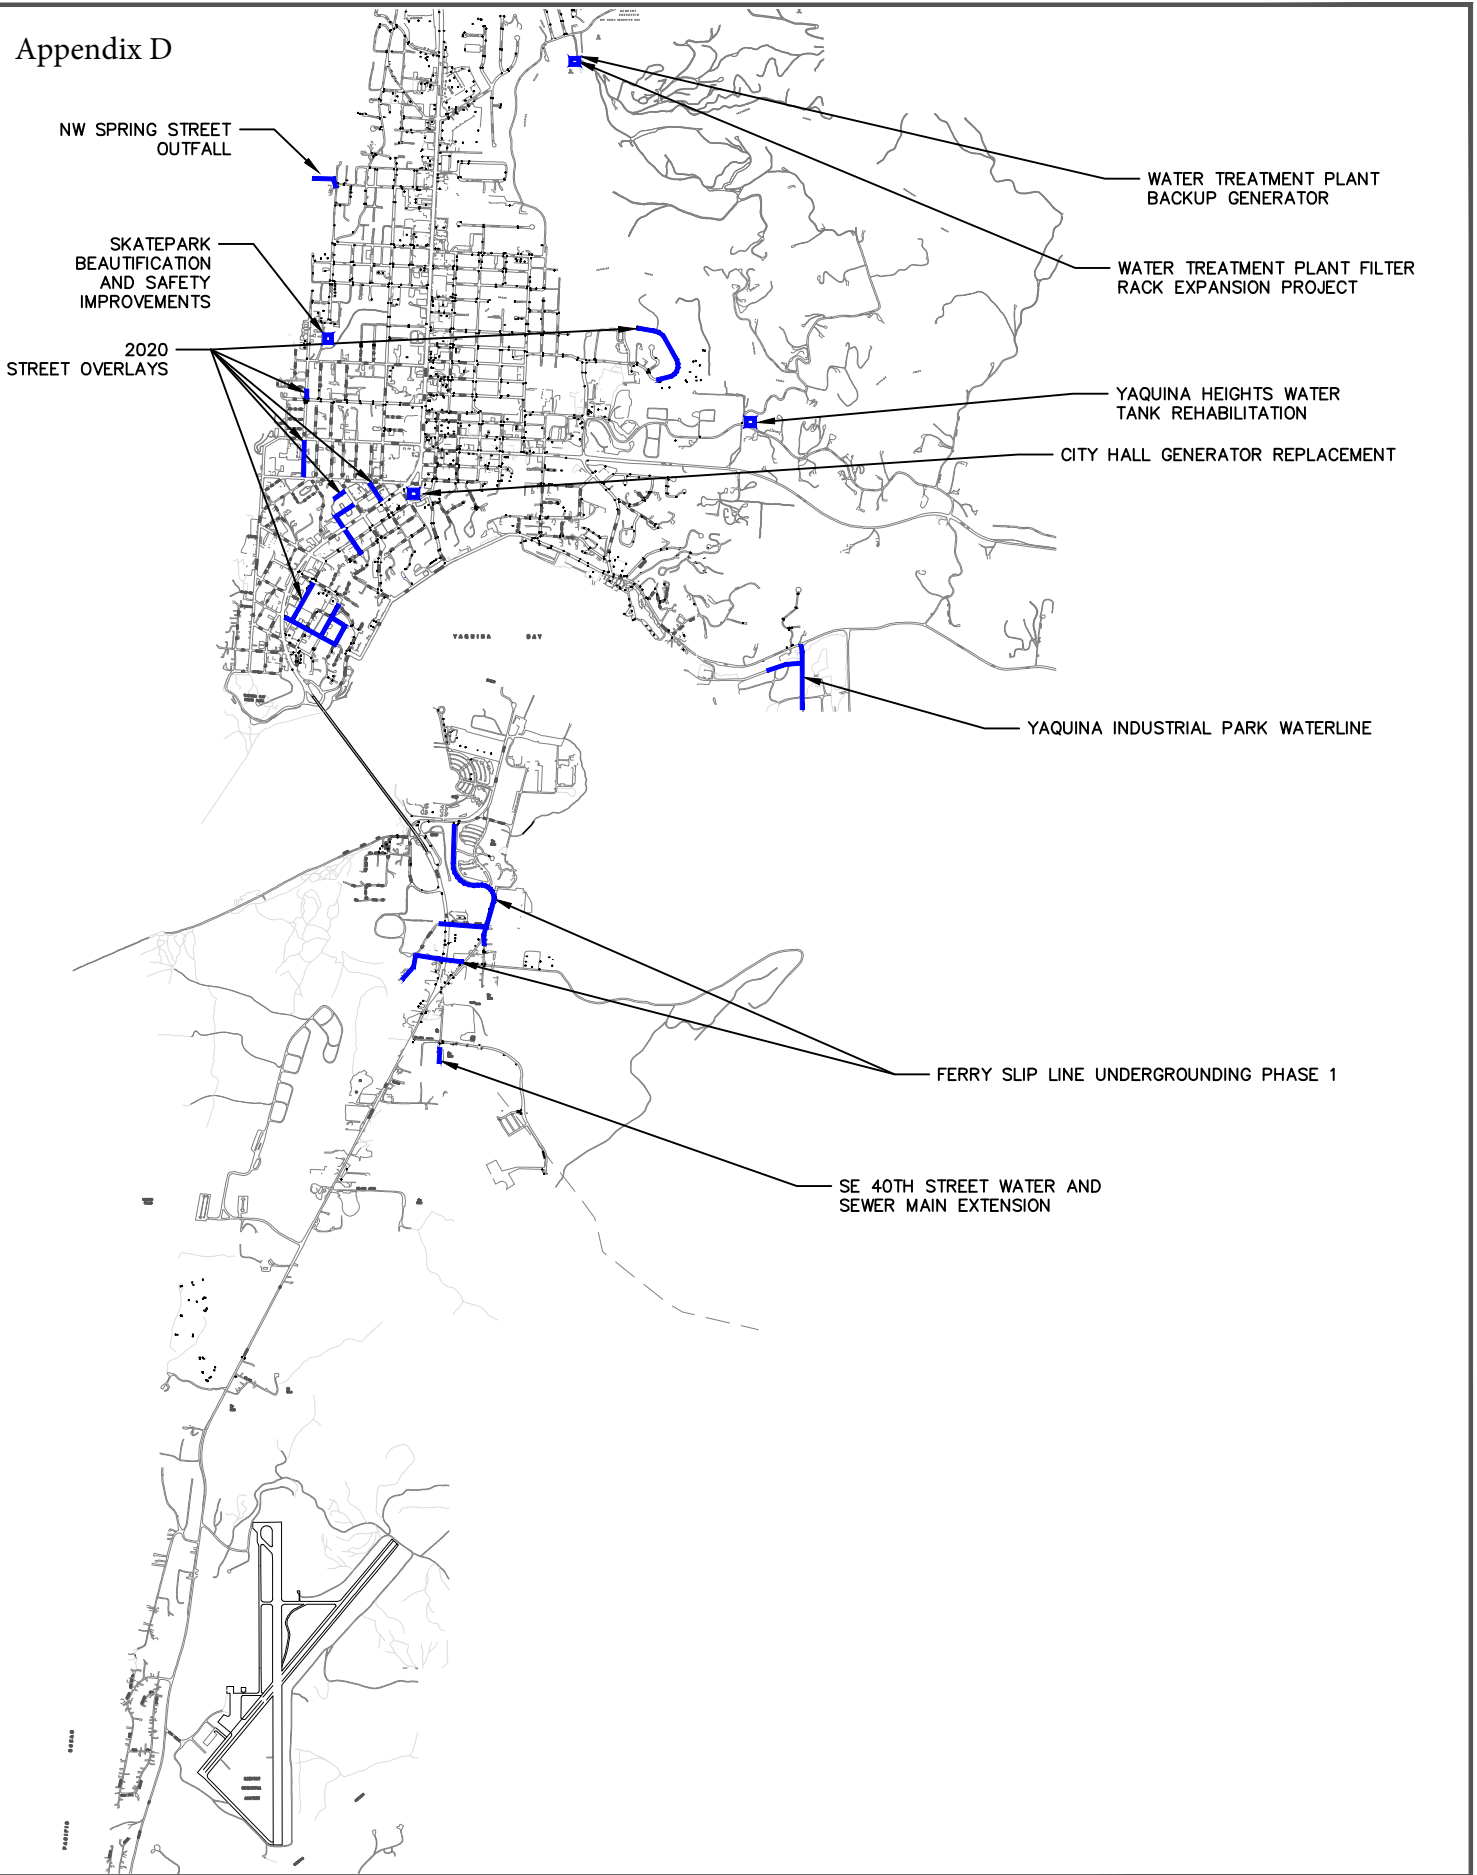 Appendix D
NW SPRING STREET
OUTFALL
WATER TREATMENT PLANT
BACKUP GENERATOR
SKATEPARK
BEAUTIFICATION
AND SAFETY
IMPROVEMENTS
WATER TREATMENT PLANT FILTER
RACK EXPANSION PROJECT
2020
STREET OVERLAYS
YAQUINA HEIGHTS WATER
TANK REHABILITATION
CITY HALL GENERATOR REPLACEMENT
YAQUINA BAY
YAQUINA INDUSTRIAL PARK WATERLINE
FERRY SLIP LINE UNDERGROUNDING PHASE 1
SE 40TH STREET WATER AND
SEWER MAIN EXTENSION
OCEAN
PACIFIC